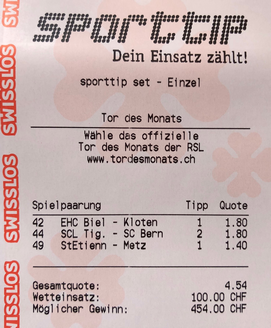 sporttip
Dein Einsatz zählt!
sporttip set - Einzel
Tor des Monats
Wähle das offizielle
Tor des Monats der RSL
www.tordesmonats.ch
Spielpaarung Tipp Quote
42 EHC Biel - Kloten 1 1.80
44 SCL Tig. - SC Bern 2 1.80
49 StEtienn - Metz 1 1.40
Gesamtquote: 4.54
Wetteinsatz: 100.00 CHF
Möglicher Gewinn: 454.00 CHF
SWISSLOS
SWISSLOS
SWISSLOS
SWISSLOS